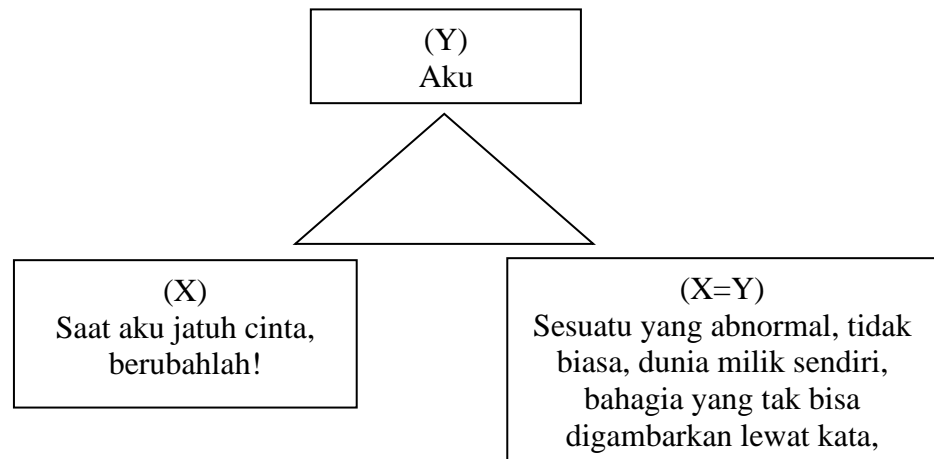 (Y)
Aku
(X)
Saat aku jatuh cinta,
berubahlah!
(X=Y)
Sesuatu yang abnormal, tidak
biasa, dunia milik sendiri,
bahagia yang tak bisa
digambarkan lewat kata,